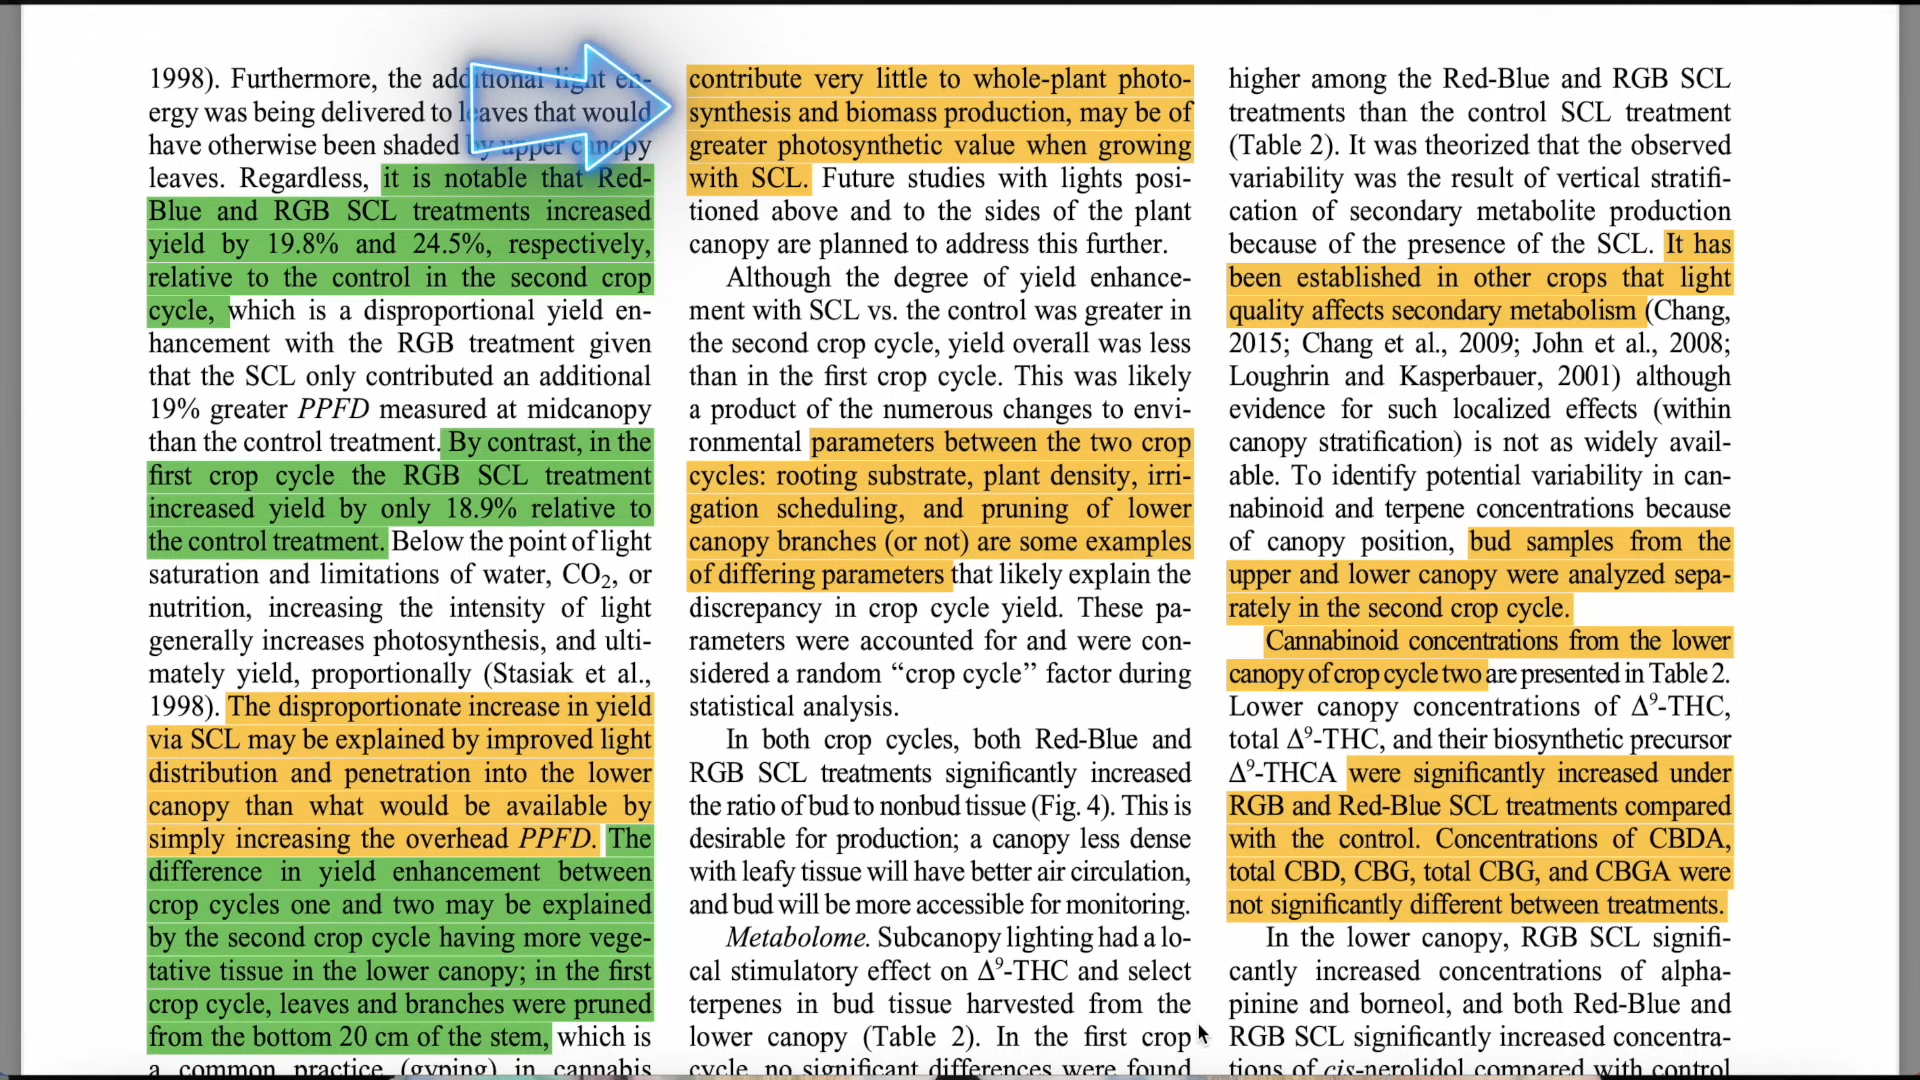 1998). Furthermore, the additional light en-
ergy was being delivered to leaves that would
have otherwise been shaded by upper canopy
leaves. Regardless, it is notable that Red-
Blue and RGB SCL treatments increased
yield by 19.8% and 24.5%, respectively,
relative to the control in the second crop
cycle, which is a disproportional yield en-
hancement with the RGB treatment given
that the SCL only contributed an additional
19% greater PPFD measured at midcanopy
than the control treatment. By contrast, in the
first crop cycle the RGB SCL treatment
increased yield by only 18.9% relative to
the control treatment. Below the point of light
saturation and limitations of water, CO₂, or
nutrition, increasing the intensity of light
generally increases photosynthesis, and ulti-
mately yield, proportionally (Stasiak et al.,
1998). The disproportionate increase in yield
via SCL may be explained by improved light
distribution and penetration into the lower
canopy than what would be available by
simply increasing the overhead PPFD. The
difference in yield enhancement between
crop cycles one and two may be explained
by the second crop cycle having more vege-
tative tissue in the lower canopy; in the first
crop cycle, leaves and branches were pruned
from the bottom 20 cm of the stem, which is
a common practice (gyping) in cannabis
contribute very little to whole-plant photo-
synthesis and biomass production, may be of
greater photosynthetic value when growing
with SCL. Future studies with lights posi-
tioned above and to the sides of the plant
canopy are planned to address this further.
Although the degree of yield enhance-
ment with SCL vs. the control was greater in
the second crop cycle, yield overall was less
than in the first crop cycle. This was likely
a product of the numerous changes to envi-
ronmental parameters between the two crop
cycles: rooting substrate, plant density, irri-
gation scheduling, and pruning of lower
canopy branches (or not) are some examples
of differing parameters that likely explain the
discrepancy in crop cycle yield. These pa-
rameters were accounted for and were con-
sidered a random “crop cycle” factor during
statistical analysis.
In both crop cycles, both Red-Blue and
RGB SCL treatments significantly increased
the ratio of bud to nonbud tissue (Fig. 4). This is
desirable for production; a canopy less dense
with leafy tissue will have better air circulation,
and bud will be more accessible for monitoring.
Metabolome. Subcanopy lighting had a lo-
cal stimulatory effect on Δ⁹-THC and select
terpenes in bud tissue harvested from the
lower canopy (Table 2). In the first crop
cycle, no significant differences were found
higher among the Red-Blue and RGB SCL
treatments than the control SCL treatment
(Table 2). It was theorized that the observed
variability was the result of vertical stratifi-
cation of secondary metabolite production
because of the presence of the SCL. It has
been established in other crops that light
quality affects secondary metabolism (Chang,
2015; Chang et al., 2009; John et al., 2008;
Loughrin and Kasperbauer, 2001) although
evidence for such localized effects (within
canopy stratification) is not as widely avail-
able. To identify potential variability in can-
nabinoid and terpene concentrations because
of canopy position, bud samples from the
upper and lower canopy were analyzed sepa-
rately in the second crop cycle.
Cannabinoid concentrations from the lower
canopy of crop cycle two are presented in Table 2.
Lower canopy concentrations of Δ⁹-THC,
total Δ⁹-THC, and their biosynthetic precursor
Δ⁹-THCA were significantly increased under
RGB and Red-Blue SCL treatments compared
with the control. Concentrations of CBDA,
total CBD, CBG, total CBG, and CBGA were
not significantly different between treatments.
In the lower canopy, RGB SCL signifi-
cantly increased concentrations of alpha-
pinine and borneol, and both Red-Blue and
RGB SCL significantly increased concentra-
tions of cis-nerolidol compared with control